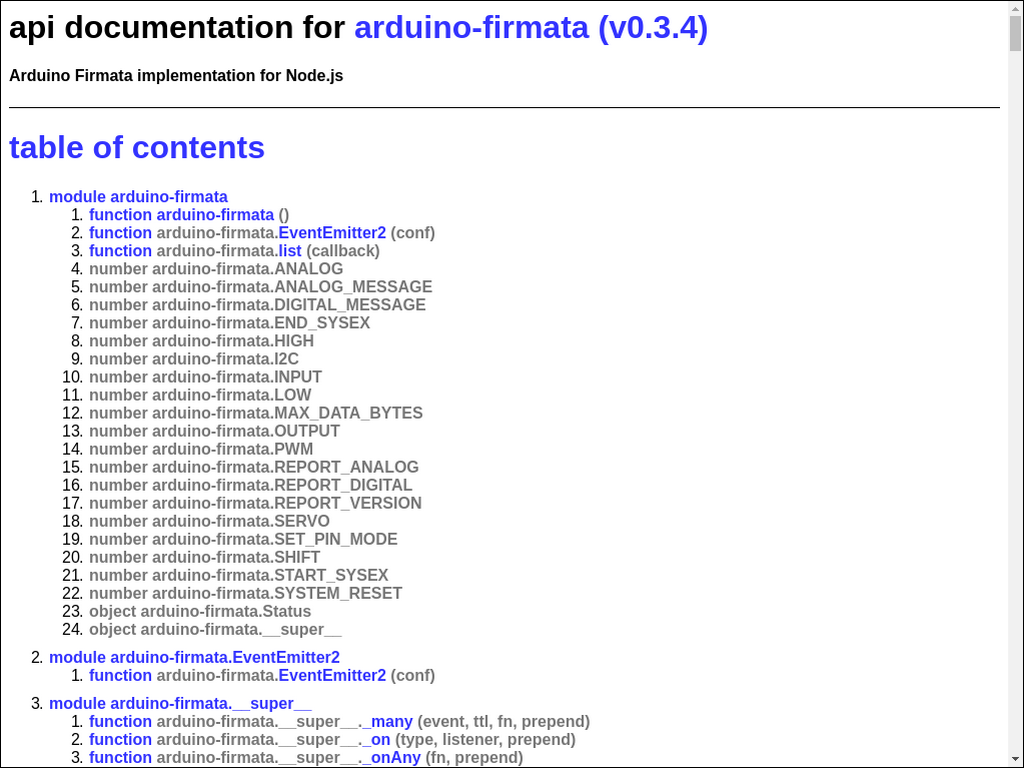 api documentation for arduino-firmata (v0.3.4)
Arduino Firmata implementation for Node.js
table of contents
1. module arduino-firmata
1. function arduino-firmata ()
2. function arduino-firmata.EventEmitter2 (conf)
3. function arduino-firmata.list (callback)
4. number arduino-firmata.ANALOG
5. number arduino-firmata.ANALOG_MESSAGE
6. number arduino-firmata.DIGITAL_MESSAGE
7. number arduino-firmata.END_SYSEX
8. number arduino-firmata.HIGH
9. number arduino-firmata.I2C
10. number arduino-firmata.INPUT
11. number arduino-firmata.LOW
12. number arduino-firmata.MAX_DATA_BYTES
13. number arduino-firmata.OUTPUT
14. number arduino-firmata.PWM
15. number arduino-firmata.REPORT_ANALOG
16. number arduino-firmata.REPORT_DIGITAL
17. number arduino-firmata.REPORT_VERSION
18. number arduino-firmata.SERVO
19. number arduino-firmata.SET_PIN_MODE
20. number arduino-firmata.SHIFT
21. number arduino-firmata.START_SYSEX
22. number arduino-firmata.SYSTEM_RESET
23. object arduino-firmata.Status
24. object arduino-firmata.__super__
2. module arduino-firmata.EventEmitter2
1. function arduino-firmata.EventEmitter2 (conf)
3. module arduino-firmata.__super__
1. function arduino-firmata.__super__._many (event, ttl, fn, prepend)
2. function arduino-firmata.__super__._on (type, listener, prepend)
3. function arduino-firmata.__super__._onAny (fn, prepend)